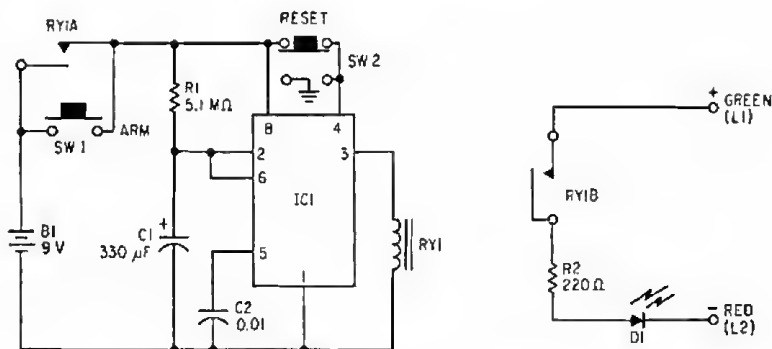 RY1A
RESET
SW 2
R1
5.1 MΩ
ARM
SW 1
8
4
2
3
6
IC1
5
1
B1
9 V
+
C1
330 µF
C2
0.01
RY1
+
GREEN
(L1)
RY1B
R2
220 Ω
D1
−
RED
(L2)